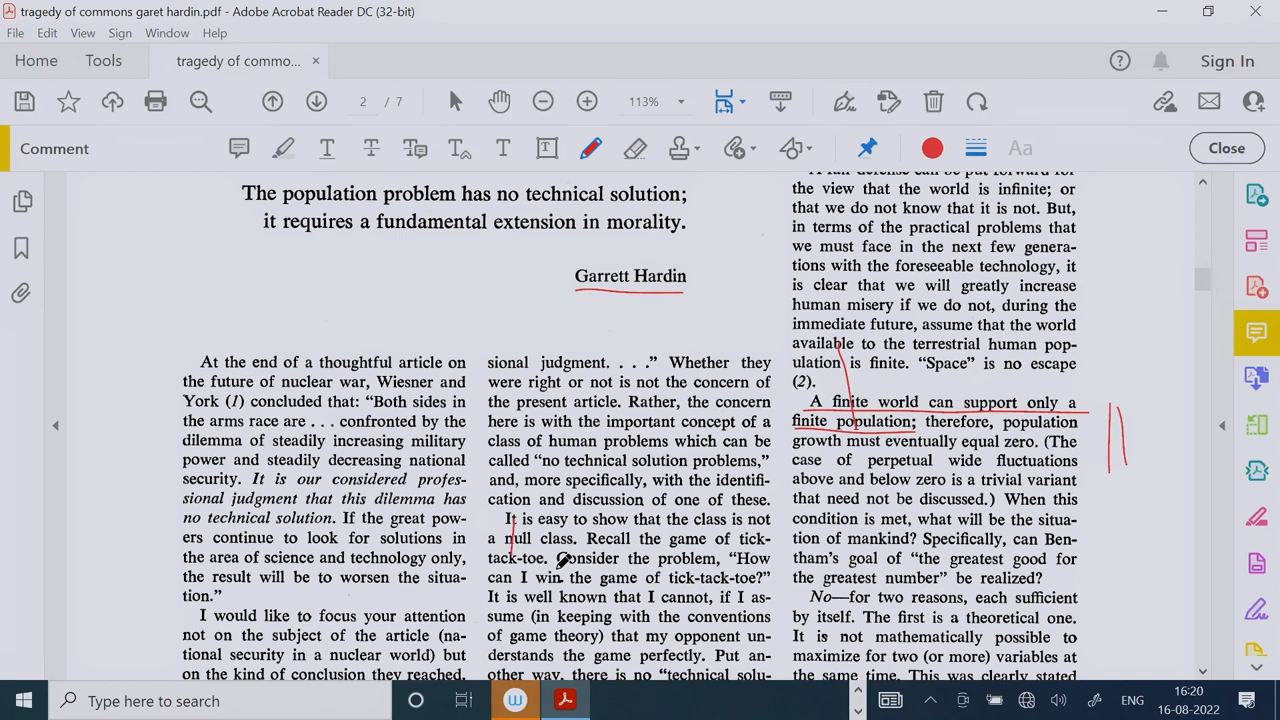 tragedy of commons garet hardin.pdf - Adobe Acrobat Reader DC (32-bit)
File Edit View Sign Window Help
Home Tools tragedy of commo... × Sign In
2 / 7 113%
Comment Aa Close
The population problem has no technical solution;
it requires a fundamental extension in morality.
Garrett Hardin
At the end of a thoughtful article on
the future of nuclear war, Wiesner and
York (1) concluded that: “Both sides in
the arms race are . . . confronted by the
dilemma of steadily increasing military
power and steadily decreasing national
security. It is our considered profes-
sional judgment that this dilemma has
no technical solution. If the great pow-
ers continue to look for solutions in
the area of science and technology only,
the result will be to worsen the situa-
tion.”
I would like to focus your attention
not on the subject of the article (na-
tional security in a nuclear world) but
on the kind of conclusion they reached,
sional judgment. . . .” Whether they
were right or not is not the concern of
the present article. Rather, the concern
here is with the important concept of a
class of human problems which can be
called “no technical solution problems,”
and, more specifically, with the identifi-
cation and discussion of one of these.
It is easy to show that the class is not
a null class. Recall the game of tick-
tack-toe. Consider the problem, “How
can I win the game of tick-tack-toe?”
It is well known that I cannot, if I as-
sume (in keeping with the conventions
of game theory) that my opponent un-
derstands the game perfectly. Put an-
other way, there is no “technical solu-
A fair defense can be put forward for
the view that the world is infinite; or
that we do not know that it is not. But,
in terms of the practical problems that
we must face in the next few genera-
tions with the foreseeable technology, it
is clear that we will greatly increase
human misery if we do not, during the
immediate future, assume that the world
available to the terrestrial human pop-
ulation is finite. “Space” is no escape
(2).
A finite world can support only a
finite population; therefore, population
growth must eventually equal zero. (The
case of perpetual wide fluctuations
above and below zero is a trivial variant
that need not be discussed.) When this
condition is met, what will be the situa-
tion of mankind? Specifically, can Ben-
tham’s goal of “the greatest good for
the greatest number” be realized?
No—for two reasons, each sufficient
by itself. The first is a theoretical one.
It is not mathematically possible to
maximize for two (or more) variables at
the same time. This was clearly stated
Type here to search
ENG
16:20
16-08-2022